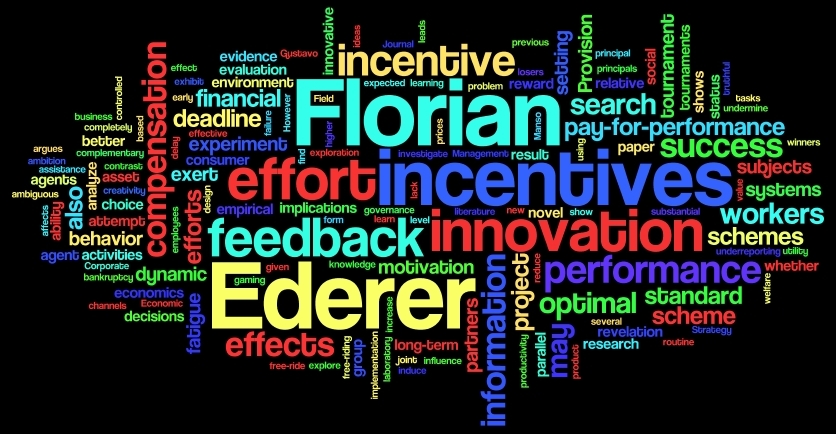 Journal
leads
previous
ideas
innovative
Gustavo
evidence
effect
evaluation
incentive
losers
setting
Provision
principal
principals
social
tournament
tournaments
shows
status
truthful
compensation
exhibit
environment
expected
learning
problem
reward
relative
controlled
early
financial
However
Field
Florian
search
tasks
undermine
business
completely
based
deadline
failure
higher
prices
Manso
pay-for-performance
better
delay
effective
using
paper
success
winners
argues
complementary
experiment
find
exploration
investigate
Management
result
ambition
contrast
consumer
assistance
asset
exert
effort
incentives
subjects
agents
analyze
creativity
design
lack
value
systems
ambiguous
also
choice
efforts
empirical
implications
governance
literature
new
novel
show
substantial
workers
affects
ability
attempt
employees
form
learn
level
behavior
feedback
innovation
schemes
agent
activities
underreporting
utility
Corporate
bankruptcy
dynamic
given
gaming
knowledge
motivation
information
project
reduce
performance
whether
welfare
economics
channels
Economic
Ederer
optimal
standard
decisions
fatigue
increase
partners
several
scheme
effects
free-riding
group
implementation
laboratory
long-term
productivity
parallel
may
revelation
Strategy
research
routine
free-ride
explore
joint
influence
induce
product